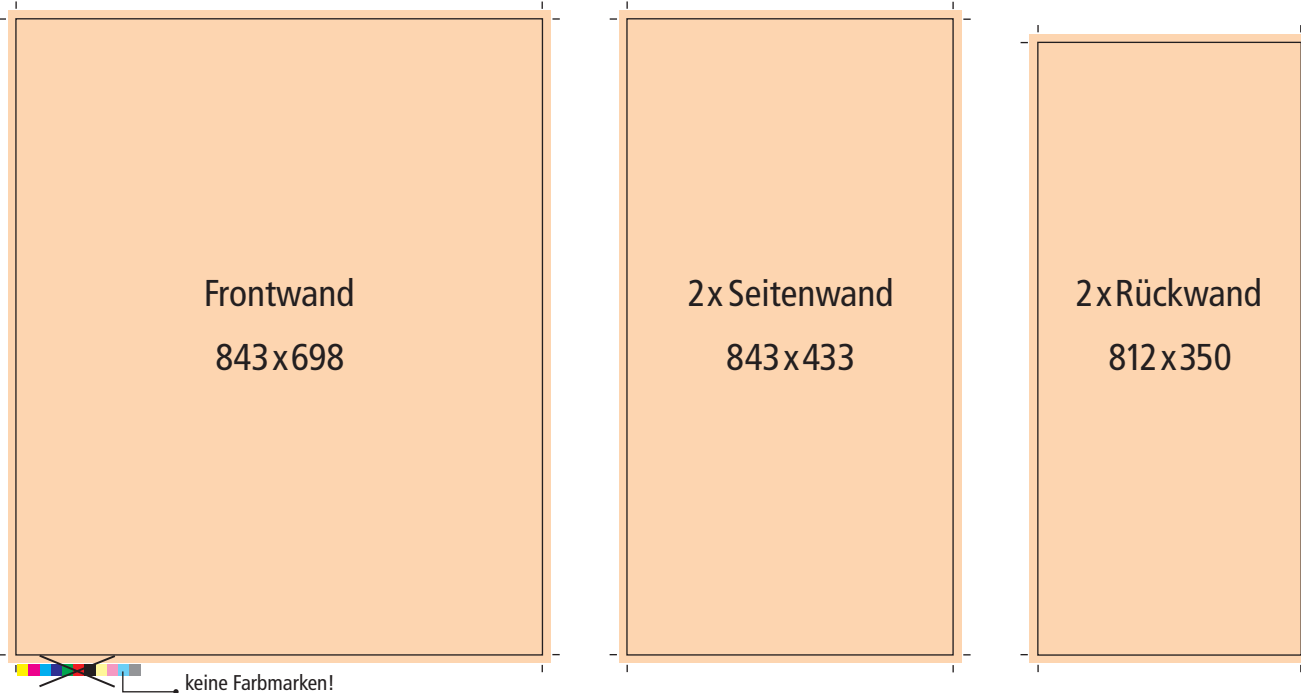 Frontwand
843 x 698
2 x Seitenwand
843 x 433
2 x Rückwand
812 x 350
keine Farbmarken!